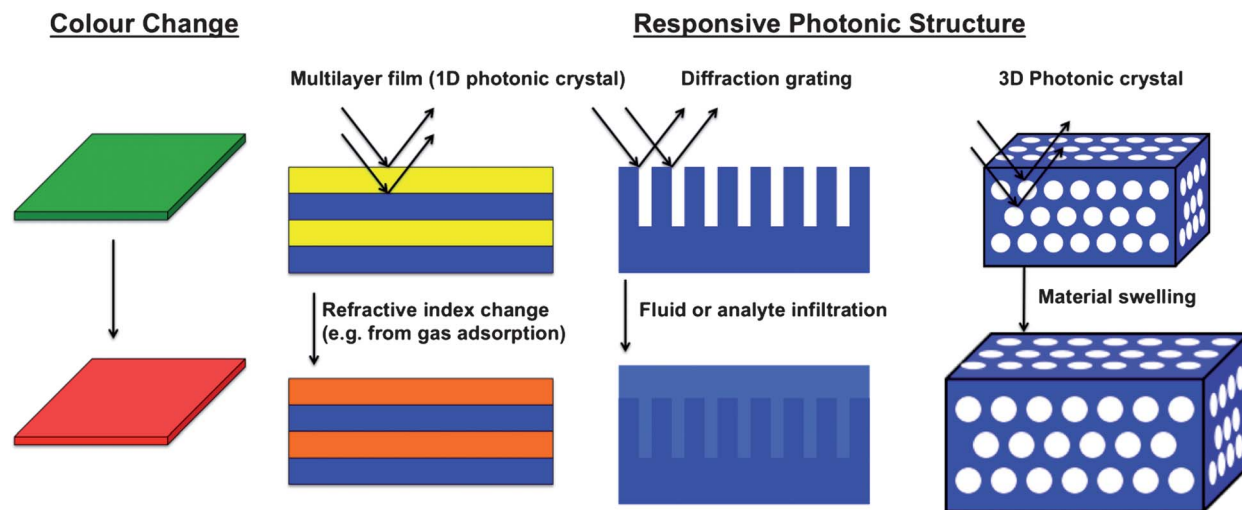 Colour Change
Responsive Photonic Structure
Multilayer film (1D photonic crystal)
Diffraction grating
3D Photonic crystal
Refractive index change
(e.g. from gas adsorption)
Fluid or analyte infiltration
Material swelling